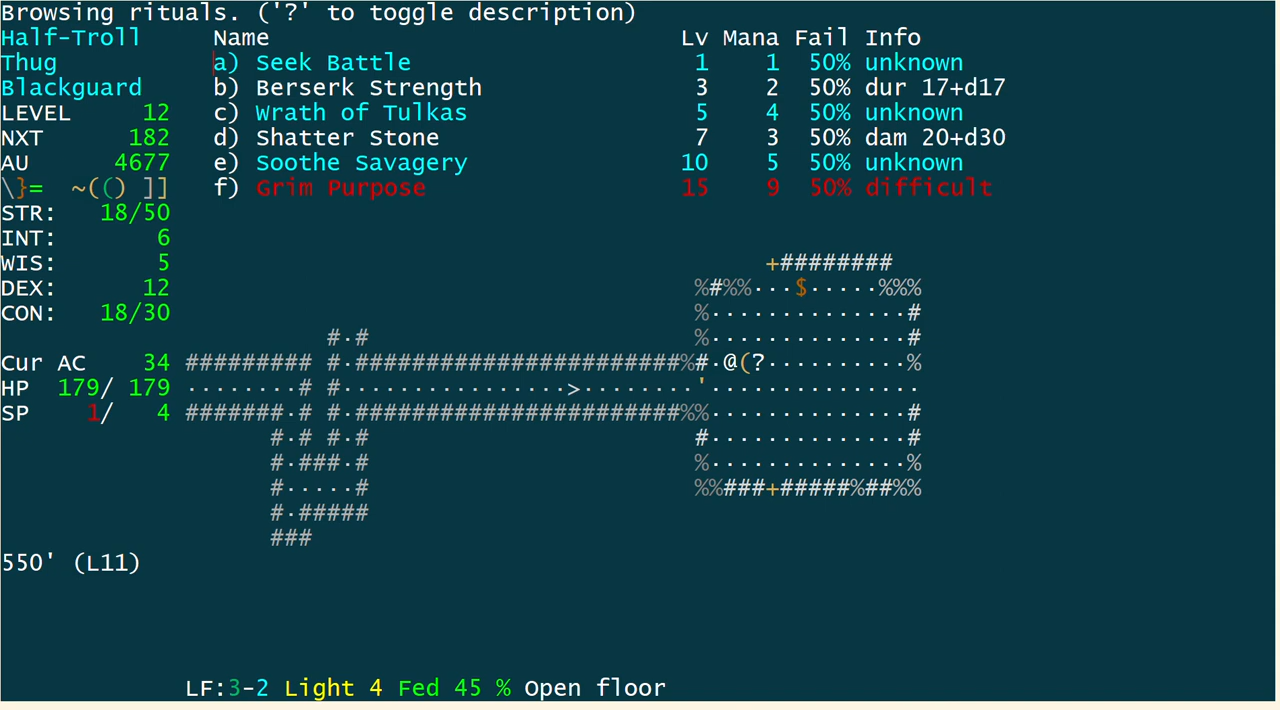 Browsing rituals. ('?' to toggle description)
Half-Troll Name Lv Mana Fail Info
Thug a) Seek Battle 1 1 50% unknown
Blackguard b) Berserk Strength 3 2 50% dur 17+d17
LEVEL 12 c) Wrath of Tulkas 5 4 50% unknown
NXT 182 d) Shatter Stone 7 3 50% dam 20+d30
AU 4677 e) Soothe Savagery 10 5 50% unknown
\}= ~(() ]] f) Grim Purpose 15 9 50% difficult
STR: 18/50
INT: 6
WIS: 5 +########
DEX: 12 %#%%...$.....%%%
CON: 18/30 %..............#
#.# %..............#
Cur AC 34 ######### #.#######################%#.@(?..........%
HP 179/ 179 ........# #................>........'...............
SP 1/ 4 #######.# #.#######################%%..............#
#.# #.# #..............#
#.###.# %..............%
#.....# %%###+#####%##%%
#.#####
###
550' (L11)
LF:3-2 Light 4 Fed 45 % Open floor